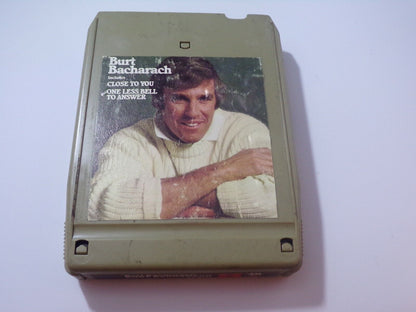 Burt
Bacharach
Includes
CLOSE TO YOU
ONE LESS BELL
TO ANSWER